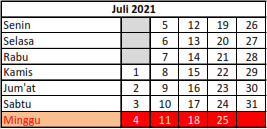 Juli 2021
Senin 5 12 19 26
Selasa 6 13 20 27
Rabu 7 14 21 28
Kamis 1 8 15 22 29
Jum'at 2 9 16 23 30
Sabtu 3 10 17 24 31
Minggu 4 11 18 25